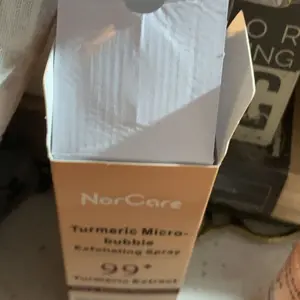 NorCare
Turmeric Micro-
bubble
Exfoliating Spray
99+
Turmeric Extract